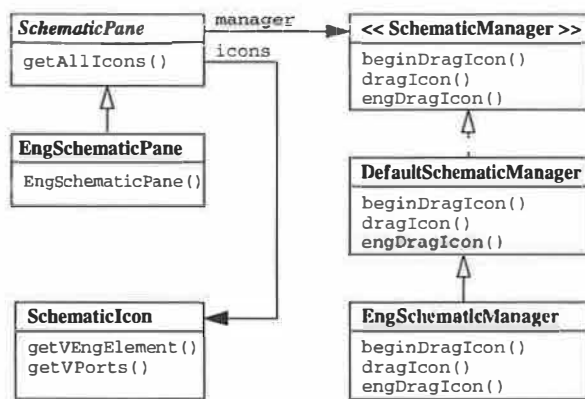 SchematicPane
getAllIcons()
manager
icons
<< SchematicManager >>
beginDragIcon()
dragIcon()
engDragIcon()
EngSchematicPane
EngSchematicPane()
DefaultSchematicManager
beginDragIcon()
dragIcon()
engDragIcon()
SchematicIcon
getVEngElement()
getVPorts()
EngSchematicManager
beginDragIcon()
dragIcon()
engDragIcon()